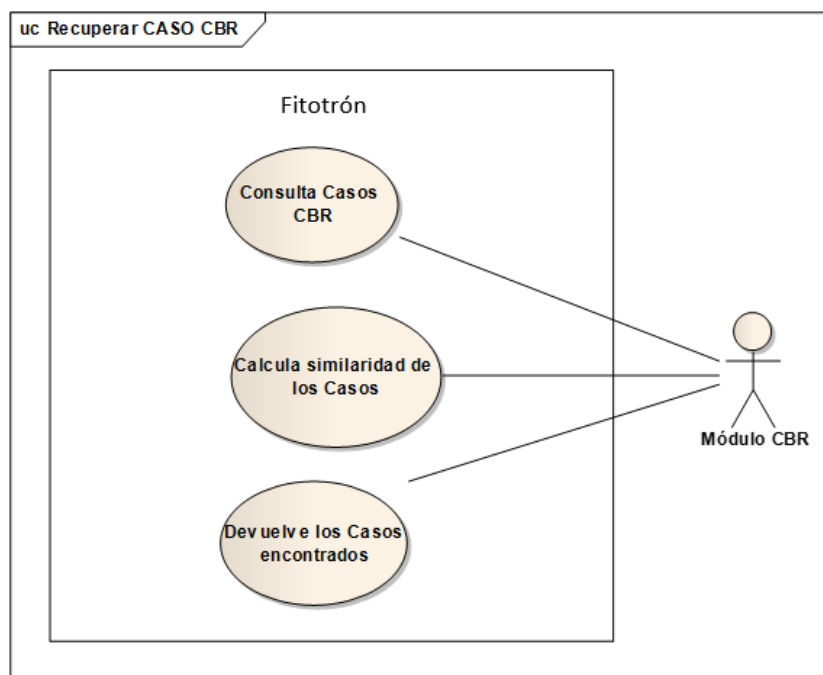 uc Recuperar CASO CBR
Fitotrón
Consulta Casos
CBR
Calcula similaridad de
los Casos
Módulo CBR
Devuelve los Casos
encontrados